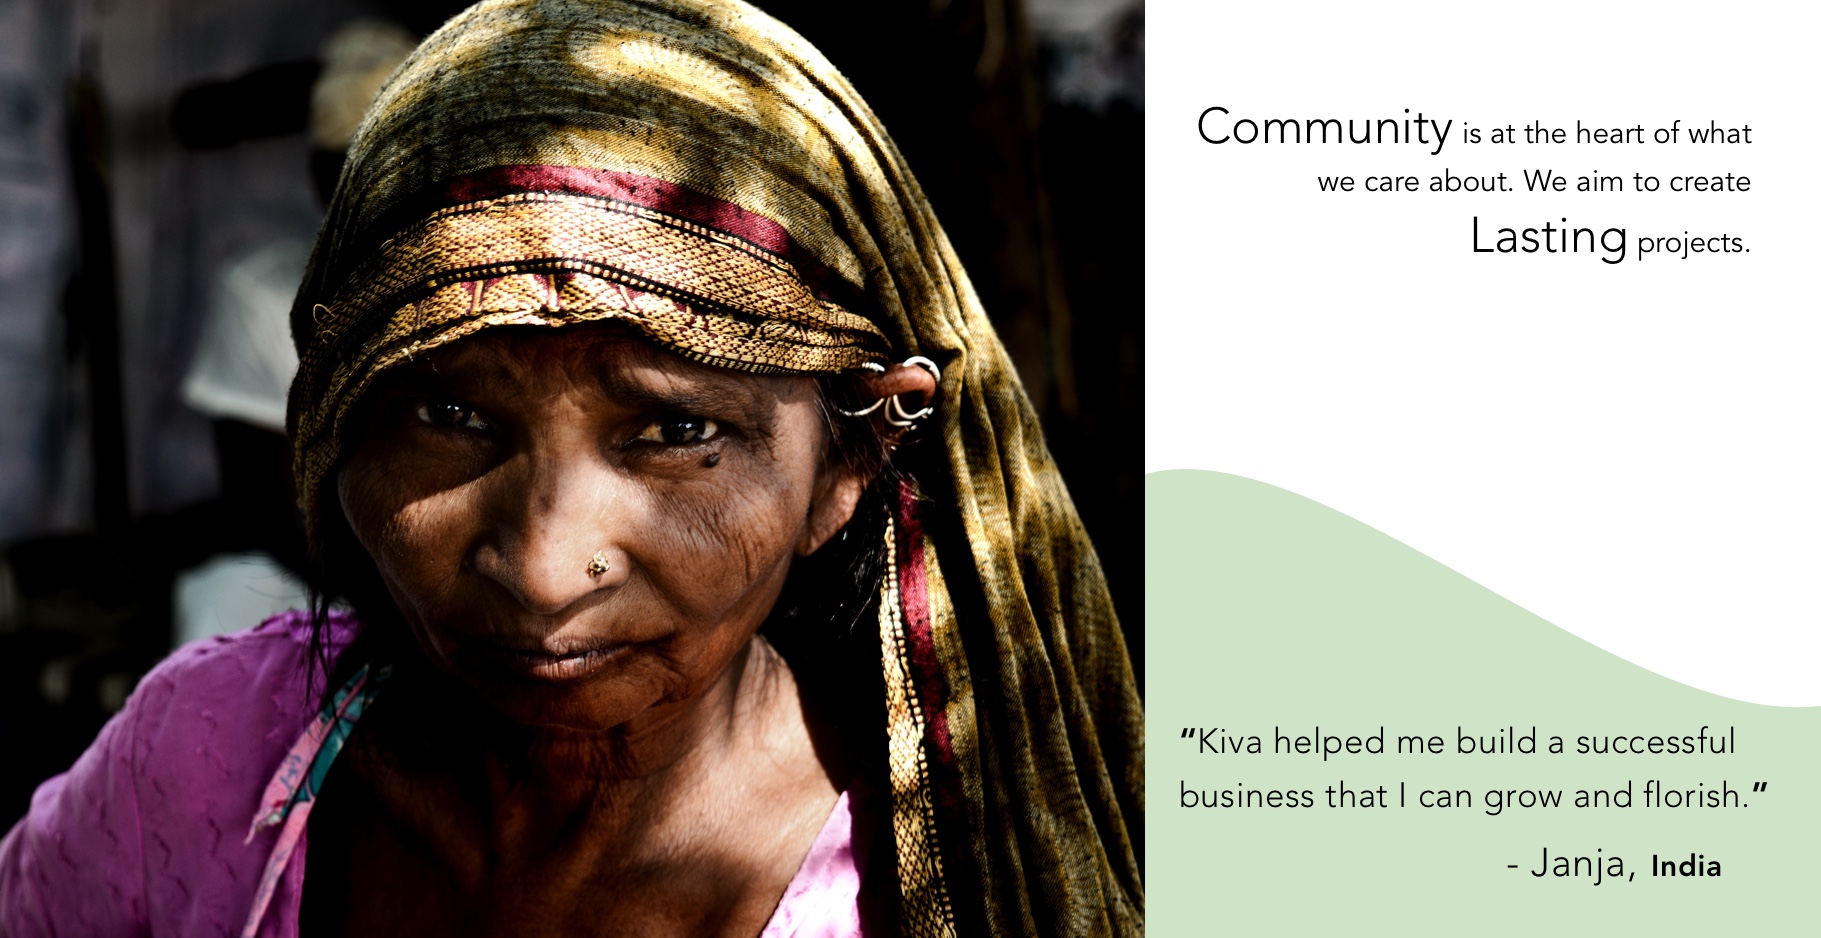 Community is at the heart of what
we care about. We aim to create
Lasting projects.
"Kiva helped me build a successful
business that I can grow and florish."
- Janja, India